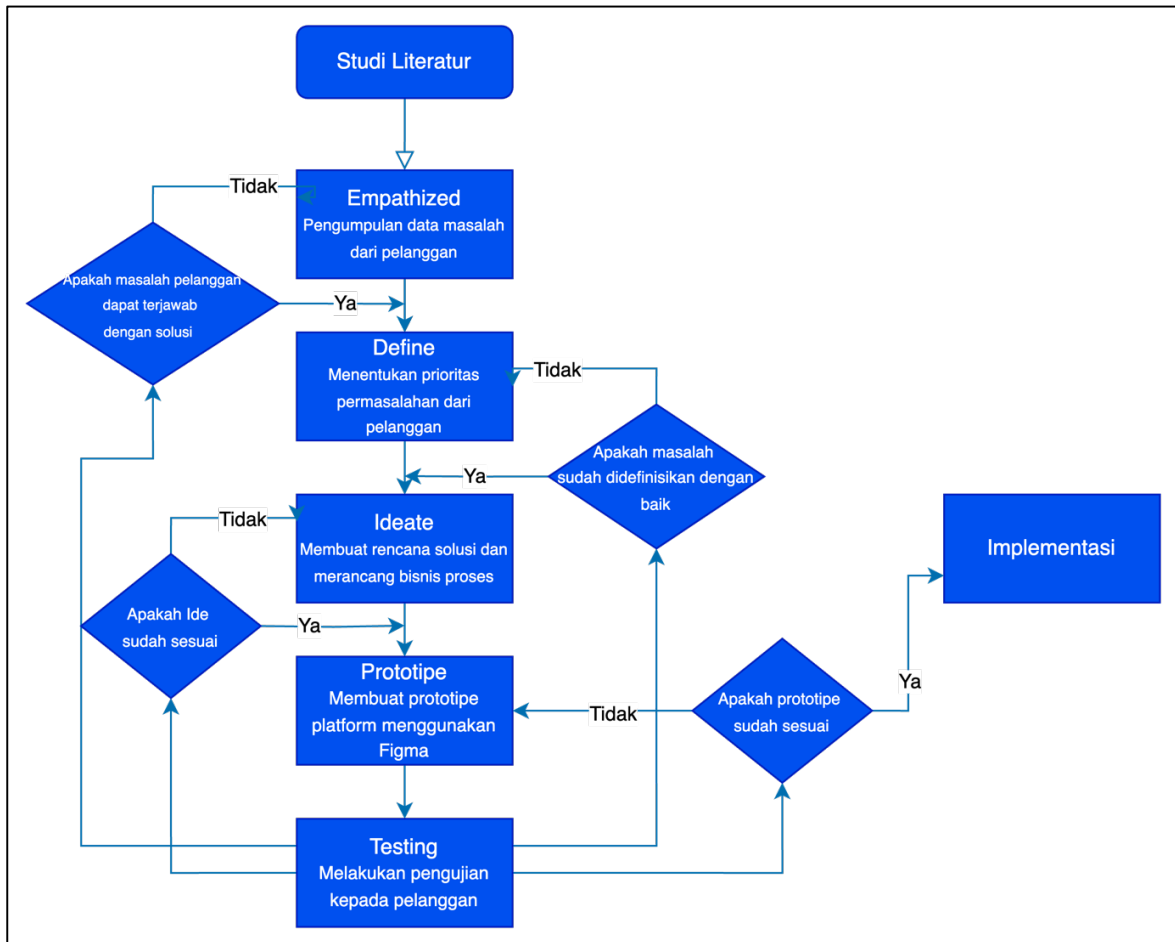 Studi Literatur
Tidak
Empathized
Pengumpulan data masalah
dari pelanggan
Apakah masalah pelanggan
dapat terjawab
dengan solusi
Ya
Define
Menentukan prioritas
permasalahan dari
pelanggan
Tidak
Apakah masalah
sudah didefinisikan dengan
baik
Ya
Tidak
Ideate
Membuat rencana solusi dan
merancang bisnis proses
Implementasi
Apakah Ide
sudah sesuai
Ya
Prototipe
Membuat prototipe
platform menggunakan
Figma
Tidak
Apakah prototipe
sudah sesuai
Ya
Testing
Melakukan pengujian
kepada pelanggan